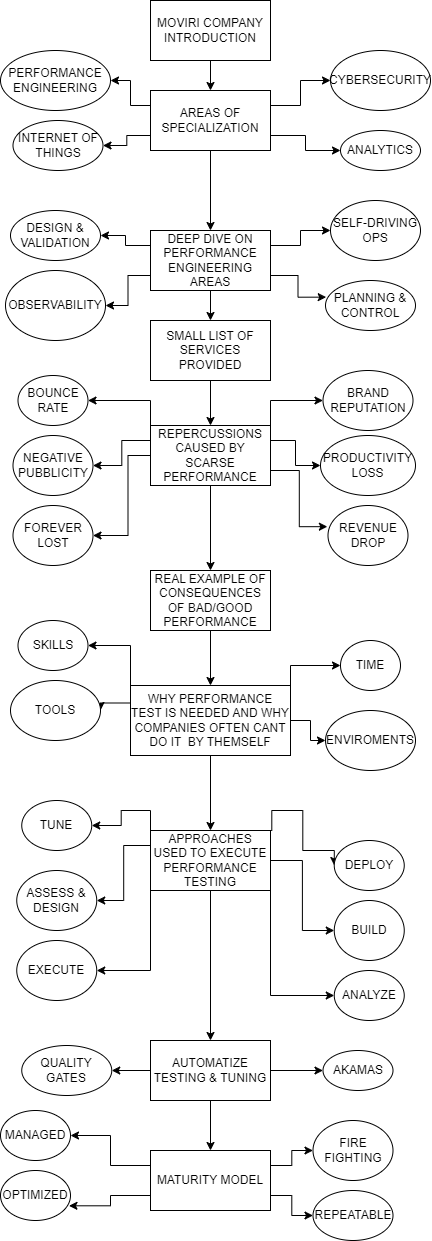 MOVIRI COMPANY
INTRODUCTION
PERFORMANCE
ENGINEERING
CYBERSECURITY
AREAS OF
SPECIALIZATION
INTERNET OF
THINGS
ANALYTICS
DESIGN &
VALIDATION
SELF-DRIVING
OPS
DEEP DIVE ON
PERFORMANCE
ENGINEERING
AREAS
OBSERVABILITY
PLANNING &
CONTROL
SMALL LIST OF
SERVICES
PROVIDED
BOUNCE
RATE
BRAND
REPUTATION
REPERCUSSIONS
CAUSED BY
SCARSE
PERFORMANCE
NEGATIVE
PUBBLICITY
PRODUCTIVITY
LOSS
FOREVER
LOST
REVENUE
DROP
REAL EXAMPLE OF
CONSEQUENCES
OF BAD/GOOD
PERFORMANCE
SKILLS
TIME
WHY PERFORMANCE
TEST IS NEEDED AND WHY
COMPANIES OFTEN CANT
DO IT BY THEMSELF
TOOLS
ENVIROMENTS
TUNE
APPROACHES
USED TO EXECUTE
PERFORMANCE
TESTING
DEPLOY
ASSESS &
DESIGN
BUILD
EXECUTE
ANALYZE
QUALITY
GATES
AUTOMATIZE
TESTING & TUNING
AKAMAS
MANAGED
FIRE
FIGHTING
MATURITY MODEL
OPTIMIZED
REPEATABLE